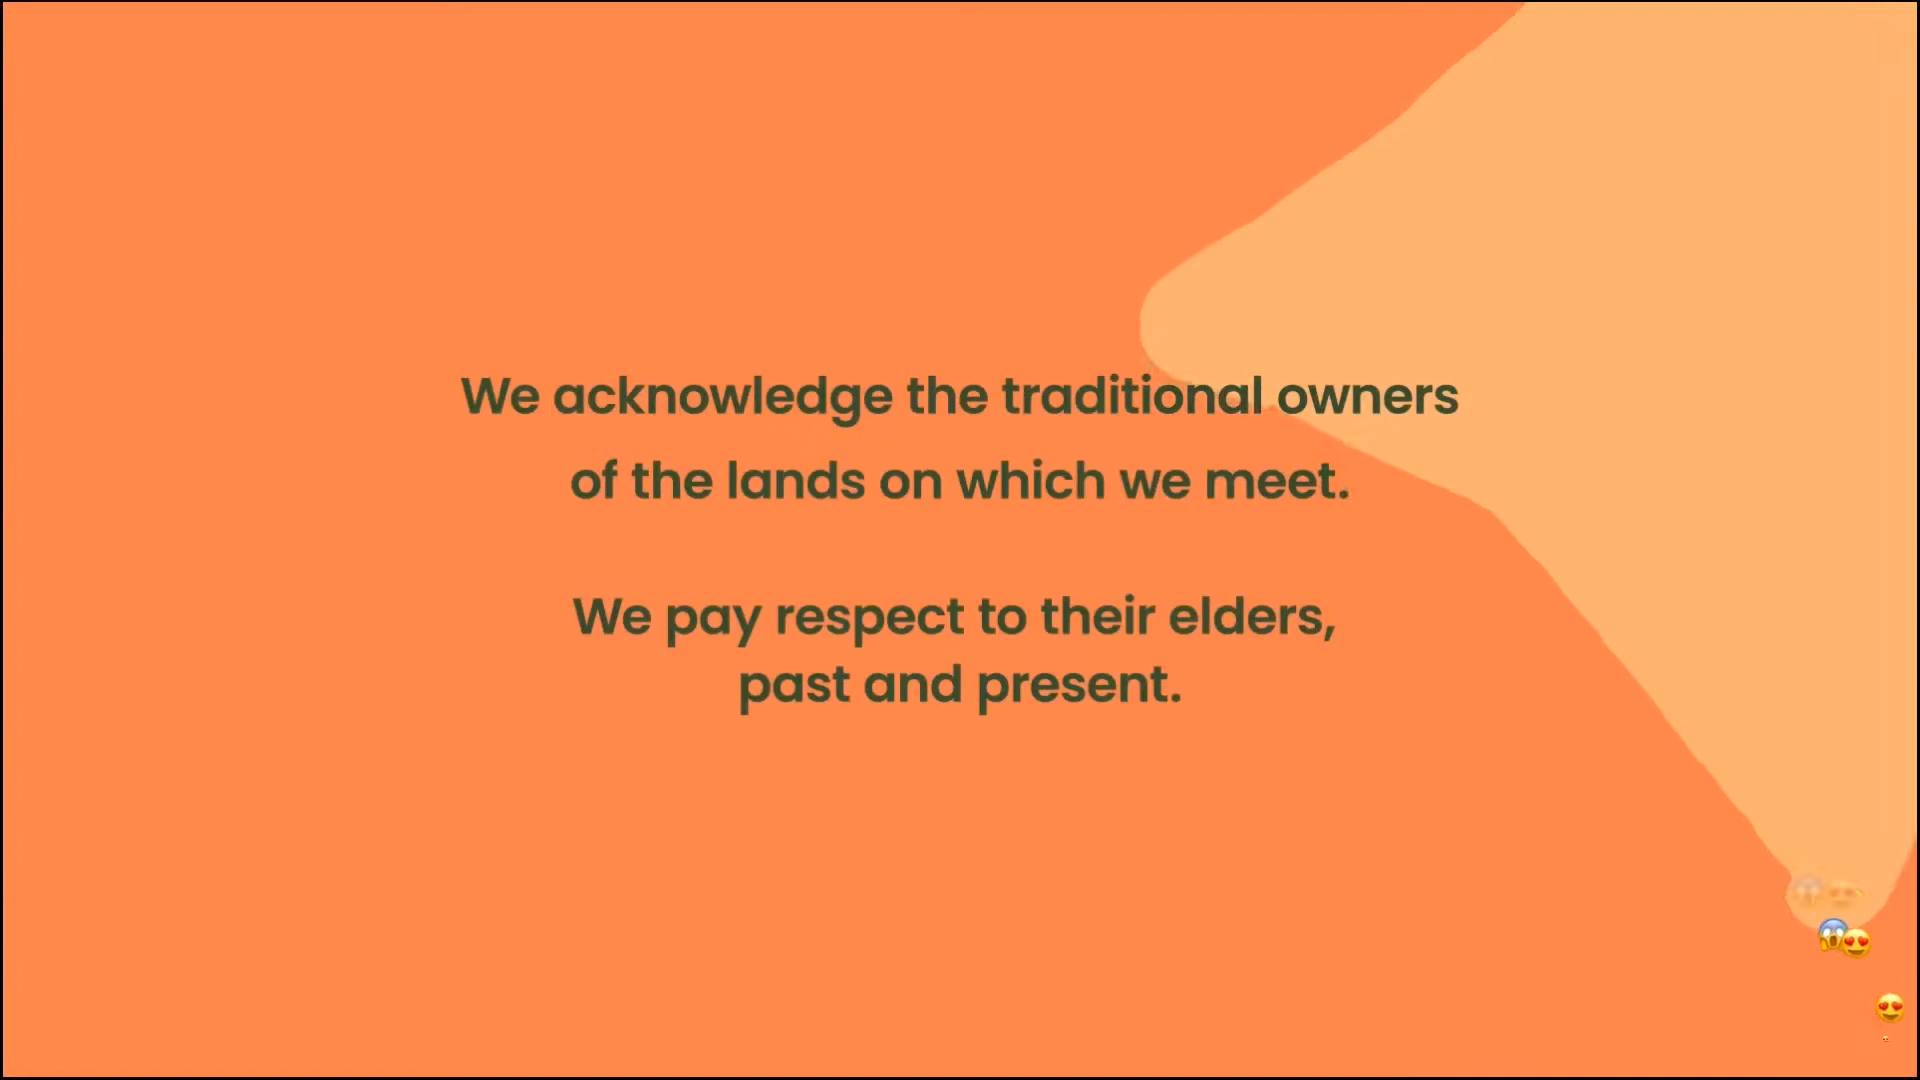 We acknowledge the traditional owners
of the lands on which we meet.
We pay respect to their elders,
past and present.